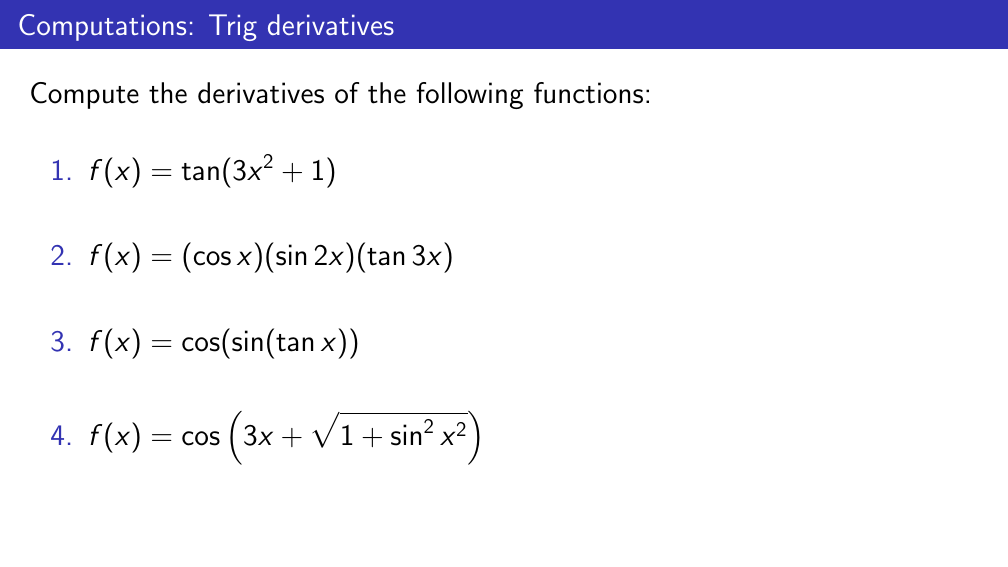 Computations: Trig derivatives
Compute the derivatives of the following functions:
1. f(x) = tan(3x² + 1)
2. f(x) = (cos x)(sin 2x)(tan 3x)
3. f(x) = cos(sin(tan x))
4. f(x) = cos(3x + √(1 + sin² x²))